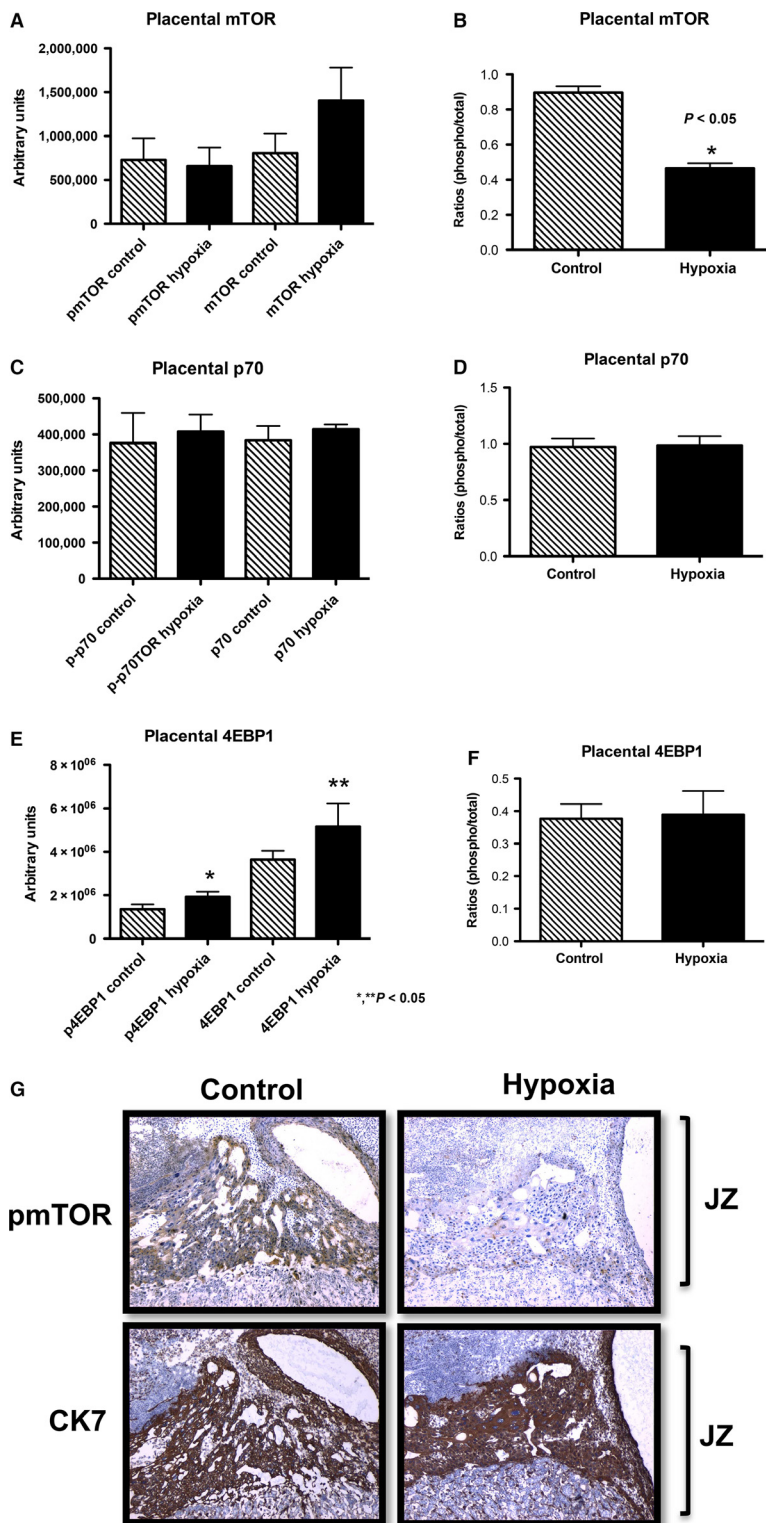 A
Placental mTOR
Arbitrary units
2,000,000
1,500,000
1,000,000
500,000
0
pmTOR control
pmTOR hypoxia
mTOR control
mTOR hypoxia
B
Placental mTOR
Ratios (phospho/total)
1.0
0.8
0.6
0.4
0.2
0.0
P < 0.05
*
Control
Hypoxia
C
Placental p70
Arbitrary units
500,000
400,000
300,000
200,000
100,000
0
p-p70 control
p-p70TOR hypoxia
p70 control
p70 hypoxia
D
Placental p70
Ratios (phospho/total)
1.5
1.0
0.5
0.0
Control
Hypoxia
E
Placental 4EBP1
Arbitrary units
8 × 10⁰⁶
6 × 10⁰⁶
4 × 10⁰⁶
2 × 10⁰⁶
0
*
**
p4EBP1 control
p4EBP1 hypoxia
4EBP1 control
4EBP1 hypoxia
*,**P < 0.05
F
Placental 4EBP1
Ratios (phospho/total)
0.5
0.4
0.3
0.2
0.1
0.0
Control
Hypoxia
G
Control
Hypoxia
pmTOR
JZ
CK7
JZ